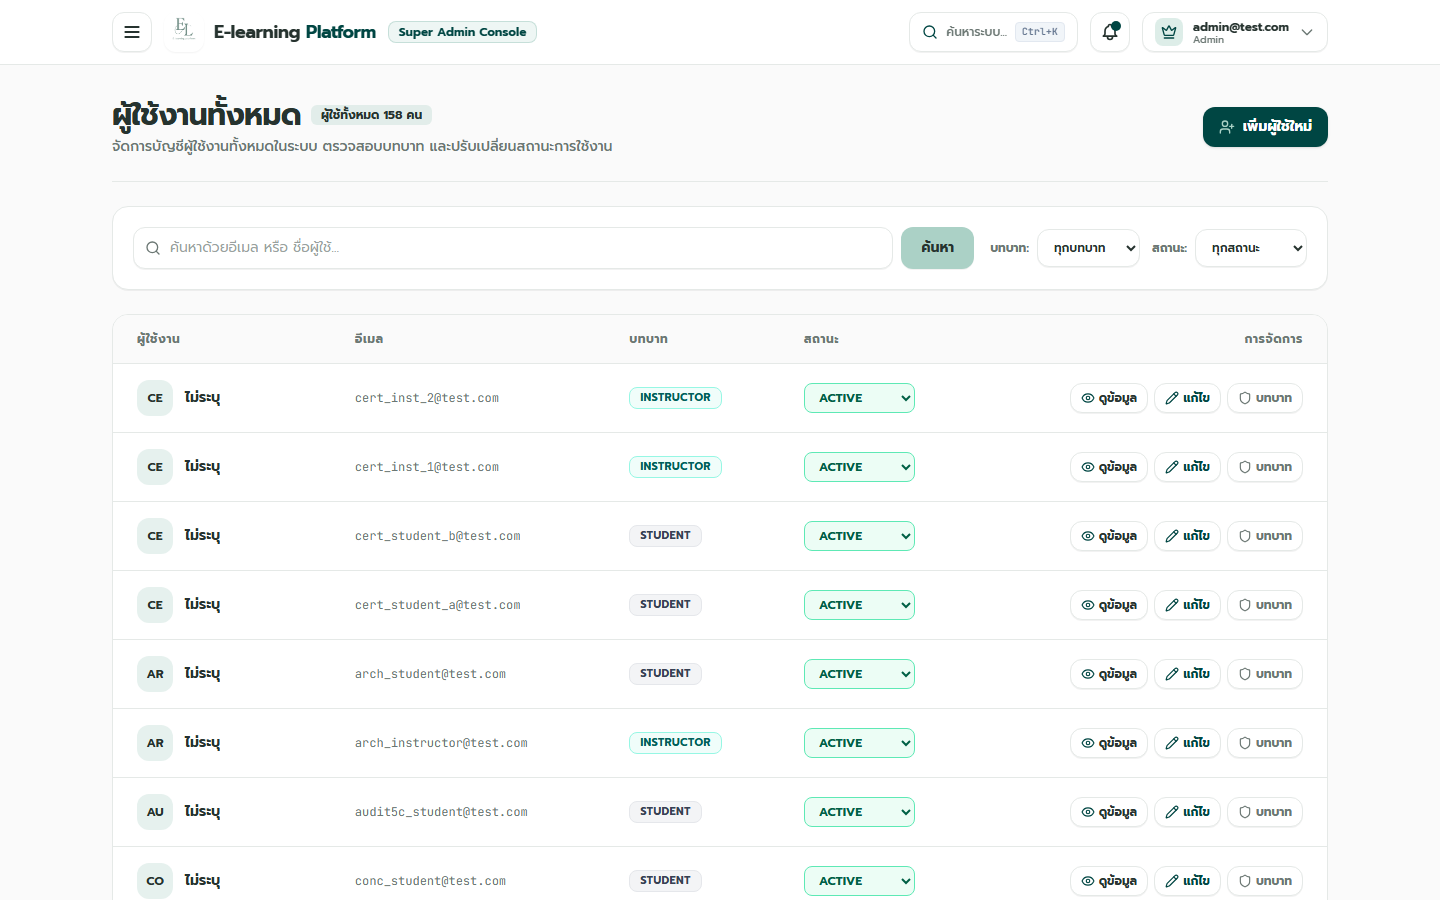 E-learning Platform
Super Admin Console
ค้นหาระบบ...
Ctrl+K
admin@test.com
Admin
ผู้ใช้งานทั้งหมด
ผู้ใช้ทั้งหมด 158 คน
จัดการบัญชีผู้ใช้งานทั้งหมดในระบบ ตรวจสอบบทบาท และปรับเปลี่ยนสถานะการใช้งาน
เพิ่มผู้ใช้ใหม่
ค้นหาด้วยอีเมล หรือ ชื่อผู้ใช้...
ค้นหา
บทบาท: ทุกบทบาท
สถานะ: ทุกสถานะ
ผู้ใช้งาน อีเมล บทบาท สถานะ การจัดการ
CE ไม่ระบุ cert_inst_2@test.com INSTRUCTOR ACTIVE ดูข้อมูล แก้ไข บทบาท
CE ไม่ระบุ cert_inst_1@test.com INSTRUCTOR ACTIVE ดูข้อมูล แก้ไข บทบาท
CE ไม่ระบุ cert_student_b@test.com STUDENT ACTIVE ดูข้อมูล แก้ไข บทบาท
CE ไม่ระบุ cert_student_a@test.com STUDENT ACTIVE ดูข้อมูล แก้ไข บทบาท
AR ไม่ระบุ arch_student@test.com STUDENT ACTIVE ดูข้อมูล แก้ไข บทบาท
AR ไม่ระบุ arch_instructor@test.com INSTRUCTOR ACTIVE ดูข้อมูล แก้ไข บทบาท
AU ไม่ระบุ audit5c_student@test.com STUDENT ACTIVE ดูข้อมูล แก้ไข บทบาท
CO ไม่ระบุ conc_student@test.com STUDENT ACTIVE ดูข้อมูล แก้ไข บทบาท